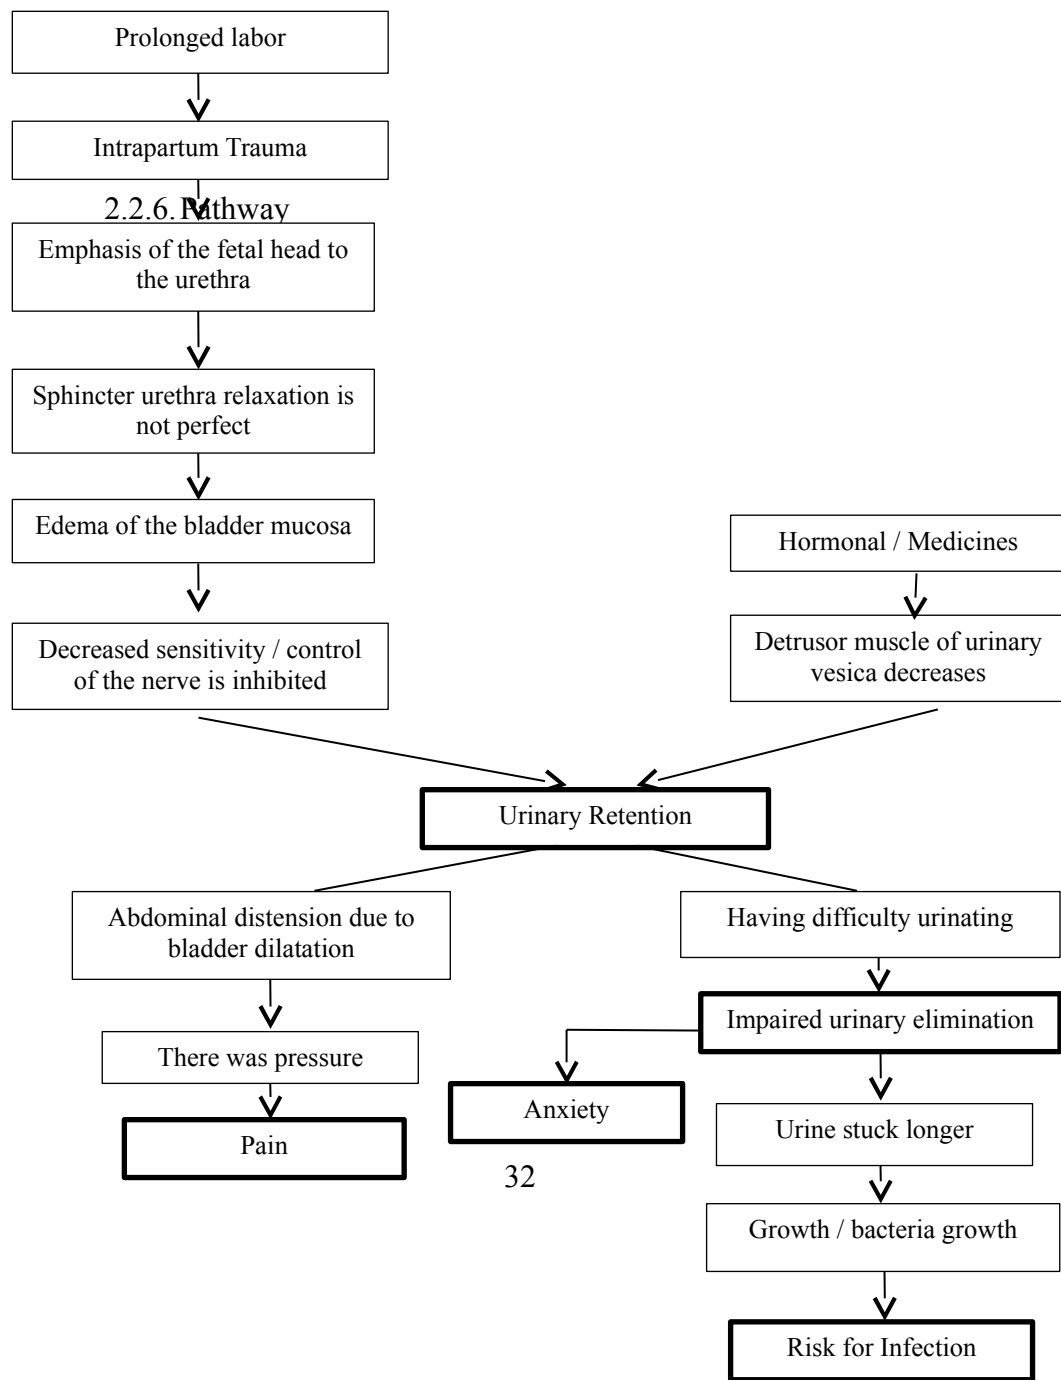 Prolonged labor
Intrapartum Trauma
2.2.6. Pathway
Emphasis of the fetal head to
the urethra
Sphincter urethra relaxation is
not perfect
Edema of the bladder mucosa
Hormonal / Medicines
Decreased sensitivity / control
of the nerve is inhibited
Detrusor muscle of urinary
vesica decreases
Urinary Retention
Abdominal distension due to
bladder dilatation
Having difficulty urinating
Impaired urinary elimination
There was pressure
Anxiety
Pain
Urine stuck longer
32
Growth / bacteria growth
Risk for Infection